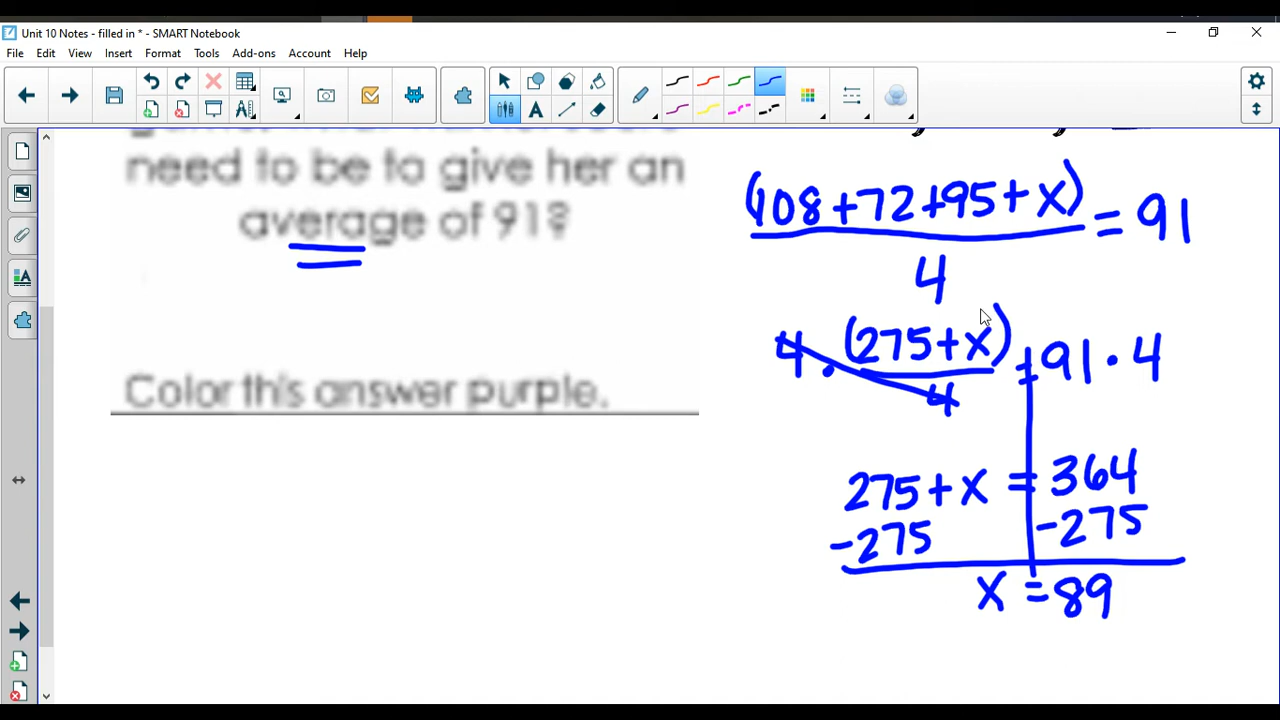 Unit 10 Notes - filled in * - SMART Notebook
File Edit View Insert Format Tools Add-ons Account Help
need to be to give her an
average of 91?
Color this answer purple.
(108+72+95+x)
= 91
4
4 · (275+x) = 91 · 4
4
275+x = 364
-275 -275
x = 89